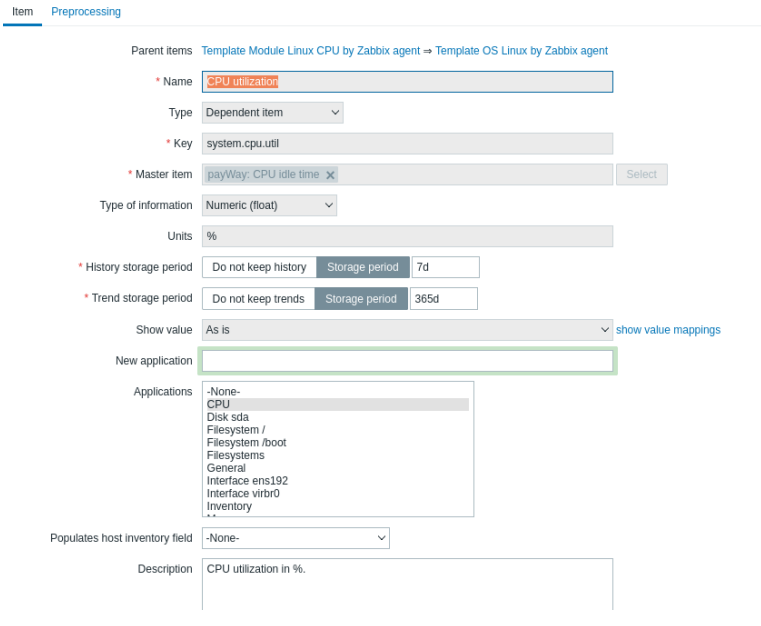 Item Preprocessing
Parent items Template Module Linux CPU by Zabbix agent ⇒ Template OS Linux by Zabbix agent
* Name CPU utilization
Type Dependent item
* Key system.cpu.util
* Master item payWay: CPU idle time Select
Type of information Numeric (float)
Units %
* History storage period Do not keep history Storage period 7d
* Trend storage period Do not keep trends Storage period 365d
Show value As is show value mappings
New application
Applications -None-
CPU
Disk sda
Filesystem /
Filesystem /boot
Filesystems
General
Interface ens192
Interface virbr0
Inventory
Populates host inventory field -None-
Description CPU utilization in %.